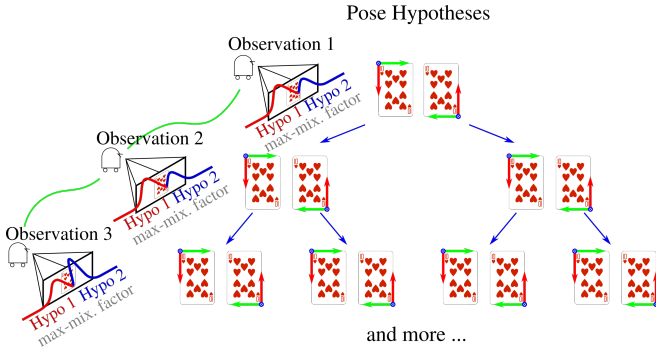 Pose Hypotheses
Observation 1
Hypo 1 Hypo 2
max-mix. factor
Observation 2
Hypo 1 Hypo 2
max-mix. factor
Observation 3
Hypo 1 Hypo 2
max-mix. factor
and more ...